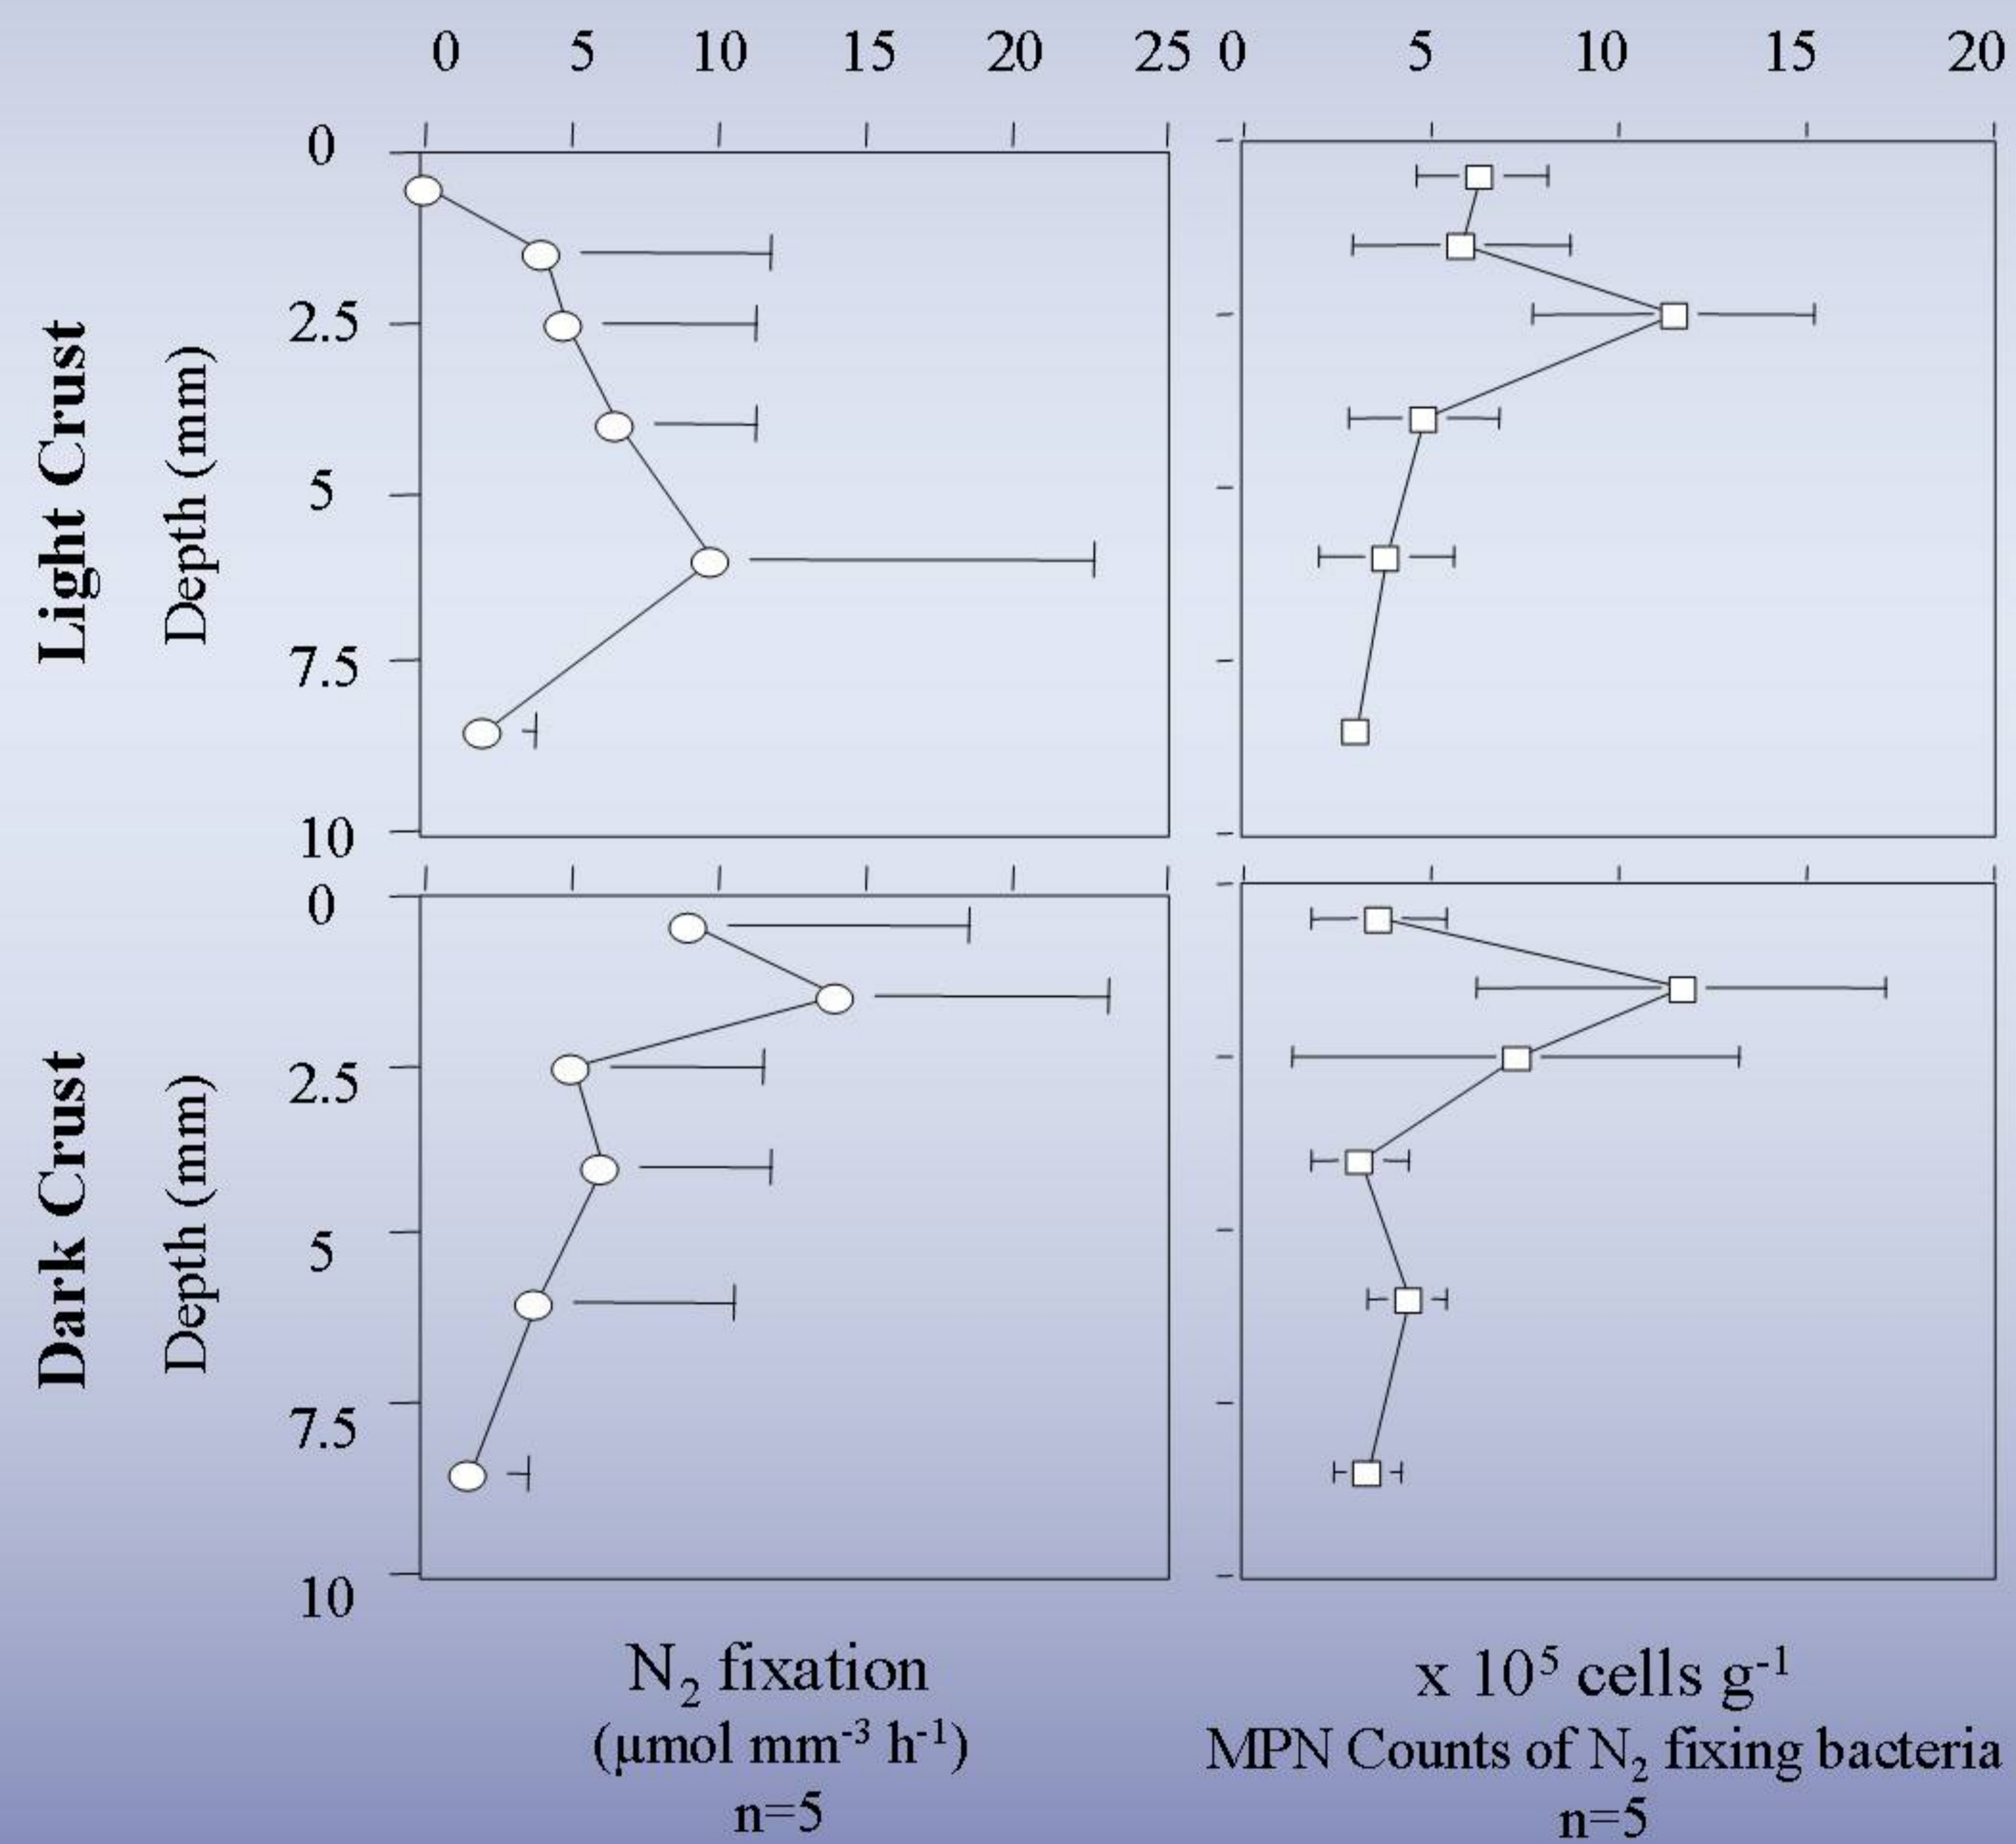 0 5 10 15 20 25 0 5 10 15 20
Light Crust
Depth (mm)
0
2.5
5
7.5
10
Dark Crust
Depth (mm)
0
2.5
5
7.5
10
N₂ fixation
(μmol mm⁻³ h⁻¹)
n=5
x 10⁵ cells g⁻¹
MPN Counts of N₂ fixing bacteria
n=5